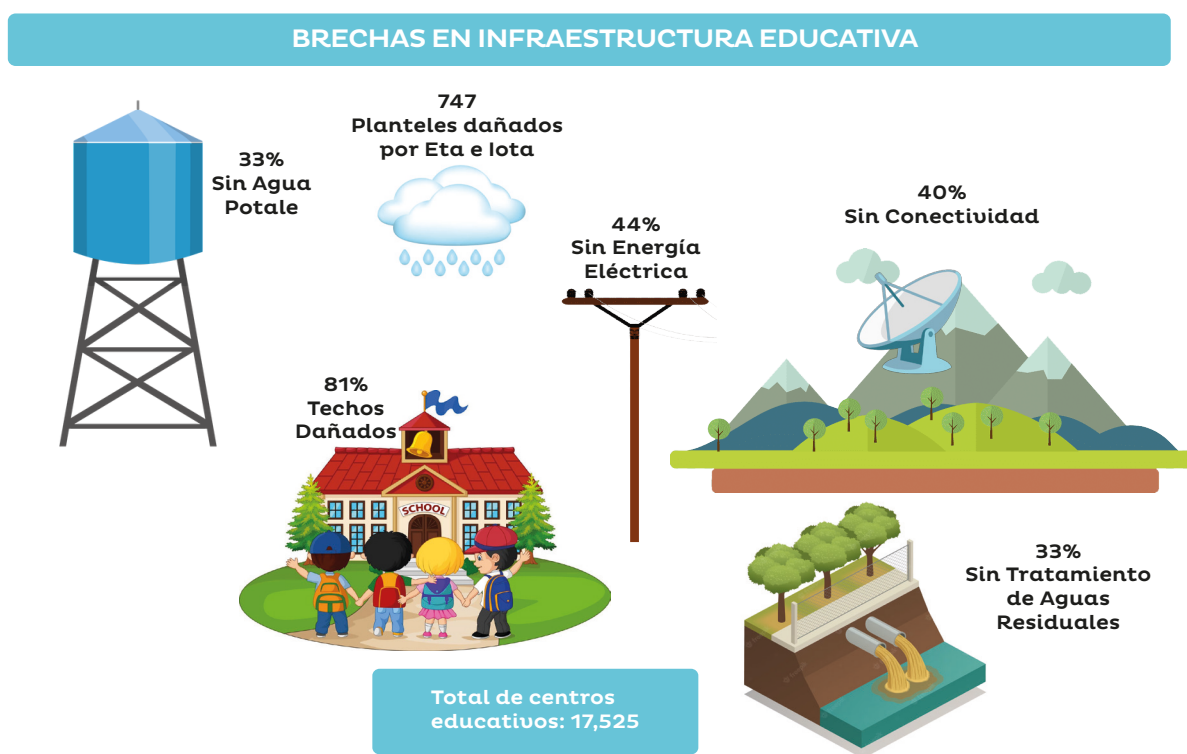 BRECHAS EN INFRAESTRUCTURA EDUCATIVA
747
Planteles dañados
por Eta e Iota
33%
Sin Agua
Potale
40%
Sin Conectividad
44%
Sin Energía
Eléctrica
81%
Techos
Dañados
SCHOOL
33%
Sin Tratamiento
de Aguas
Residuales
Total de centros
educativos: 17,525